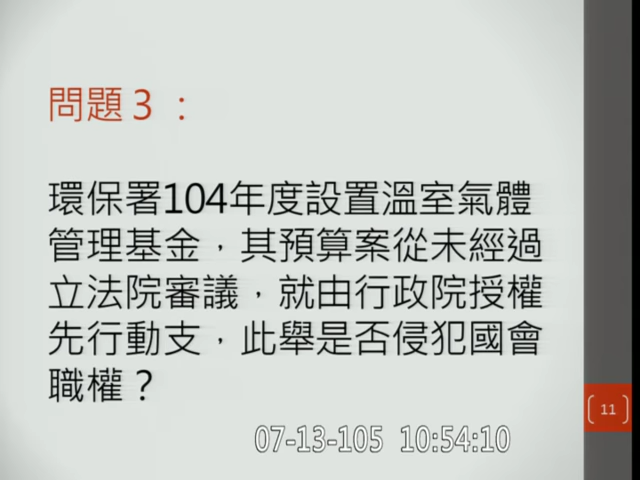 問題3：
環保署104年度設置溫室氣體
管理基金，其預算案從未經過
立法院審議，就由行政院授權
先行動支，此舉是否侵犯國會
職權？
11
07-13-105 10:54:10